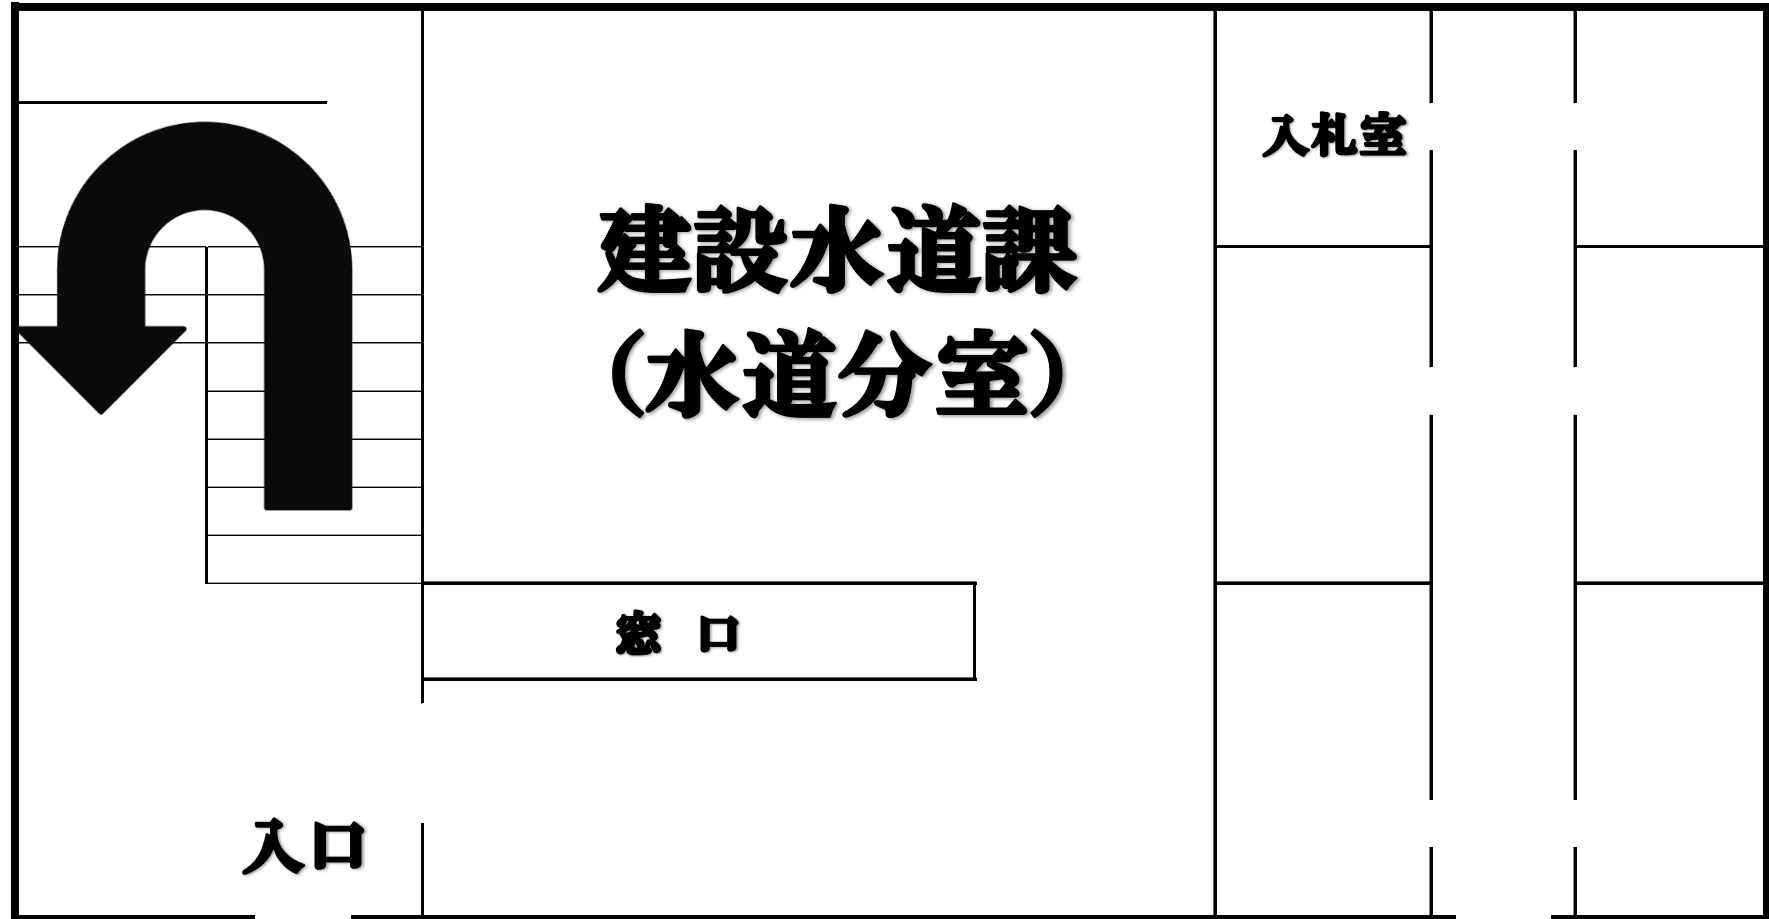 入札室
建設水道課
（水道分室）
窓 口
入口